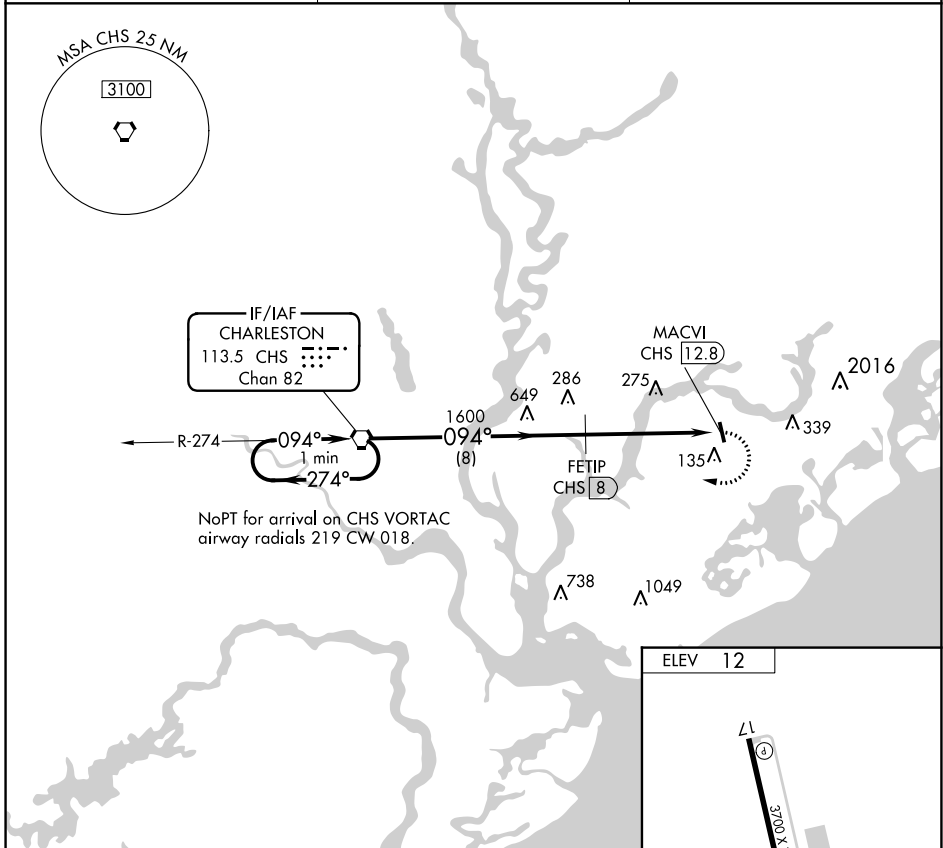 MSA CHS 25 NM
3100
IF/IAF
CHARLESTON
113.5 CHS
Chan 82
R-274
094°
1 min
274°
1600
094°
(8)
649
286
275
MACVI
CHS 12.8
2016
339
135
FETIP
CHS 8
NoPT for arrival on CHS VORTAC
airway radials 219 CW 018.
738
1049
ELEV 12
17
P
3700 X